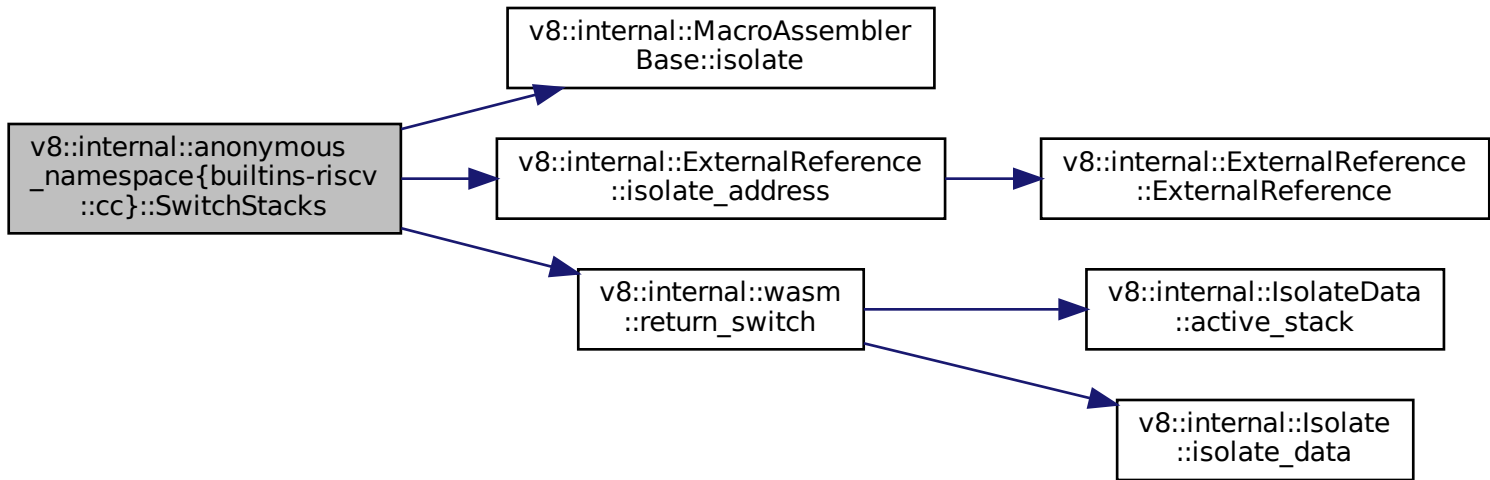 v8::internal::MacroAssembler
Base::isolate
v8::internal::anonymous
_namespace{builtins-riscv
::cc}::SwitchStacks
v8::internal::ExternalReference
::isolate_address
v8::internal::ExternalReference
::ExternalReference
v8::internal::wasm
::return_switch
v8::internal::IsolateData
::active_stack
v8::internal::Isolate
::isolate_data